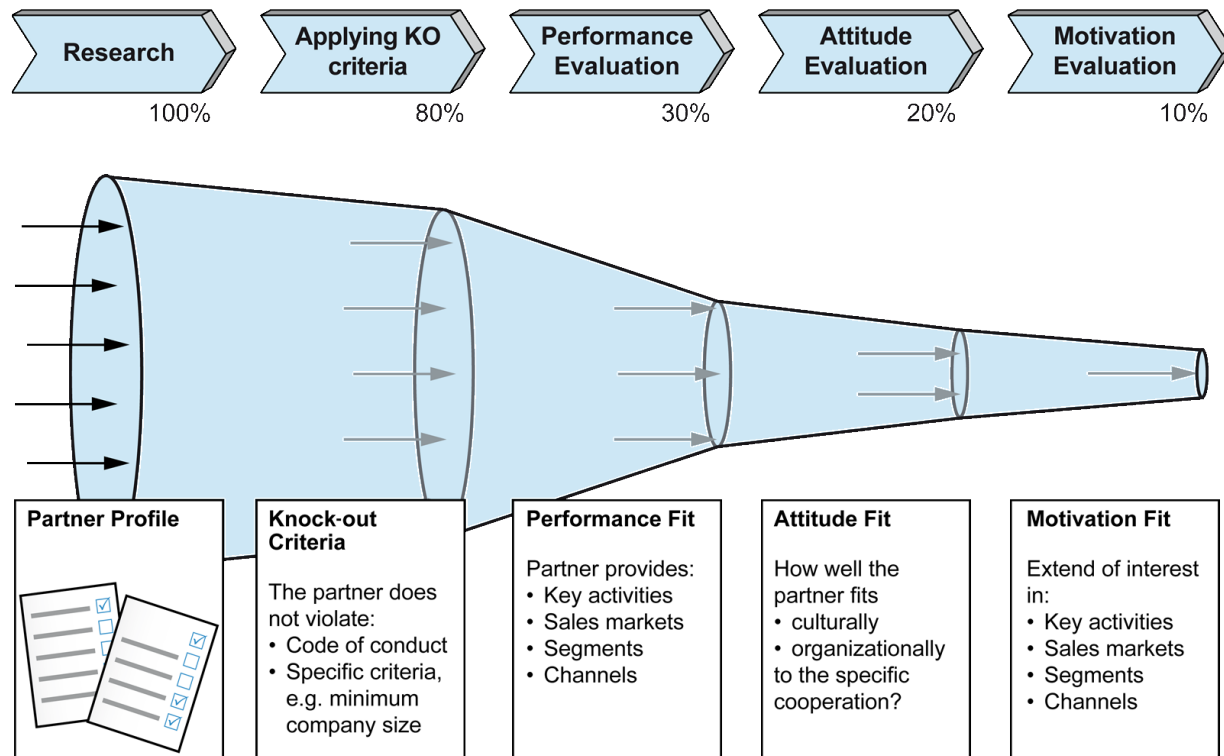 Research
Applying KO
criteria
Performance
Evaluation
Attitude
Evaluation
Motivation
Evaluation
100%
80%
30%
20%
10%
Partner Profile
Knock-out
Criteria
The partner does
not violate:
• Code of conduct
• Specific criteria,
e.g. minimum
company size
Performance Fit
Partner provides:
• Key activities
• Sales markets
• Segments
• Channels
Attitude Fit
How well the
partner fits
• culturally
• organizationally
to the specific
cooperation?
Motivation Fit
Extend of interest
in:
• Key activities
• Sales markets
• Segments
• Channels